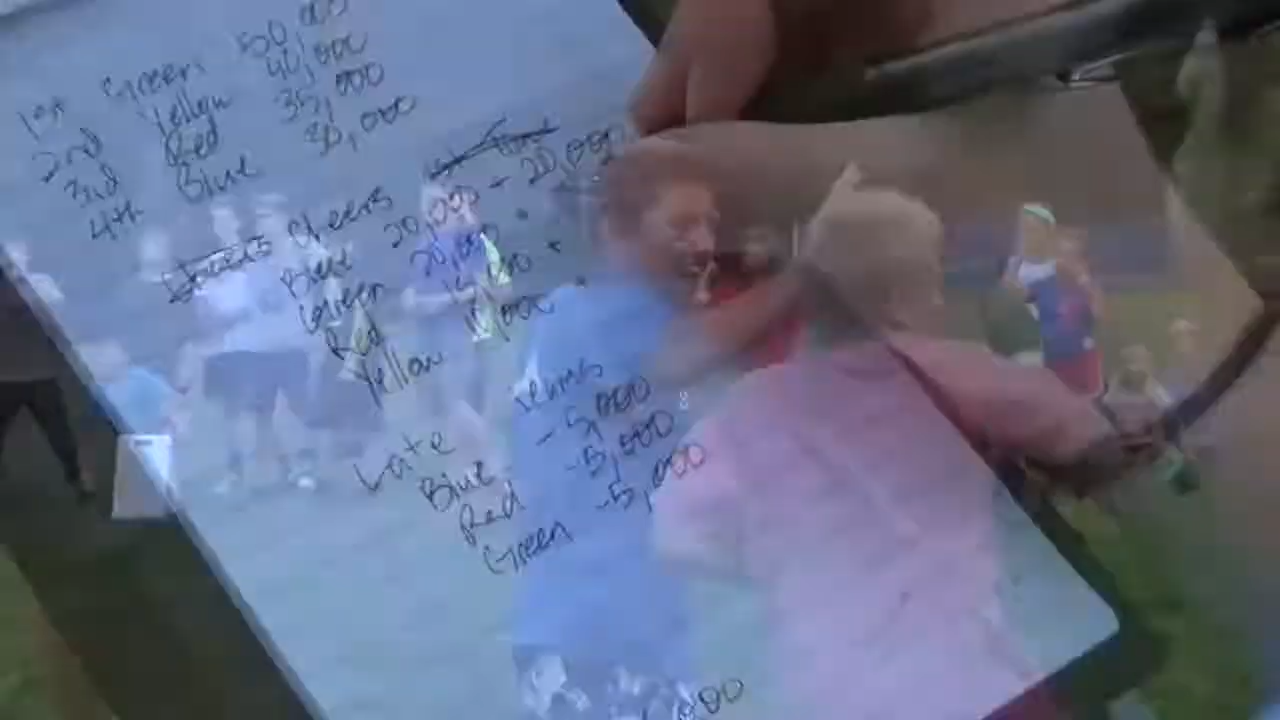 1st Green 50,000
2nd Yellow 40,000
3rd Red 35,000
4th Blue 30,000
Cheers
Blue 20,000 - 20,000
Green 20,000
Red 15,000
Yellow
Late teams
Blue - 5,000
Red - 5,000
Green - 5,000